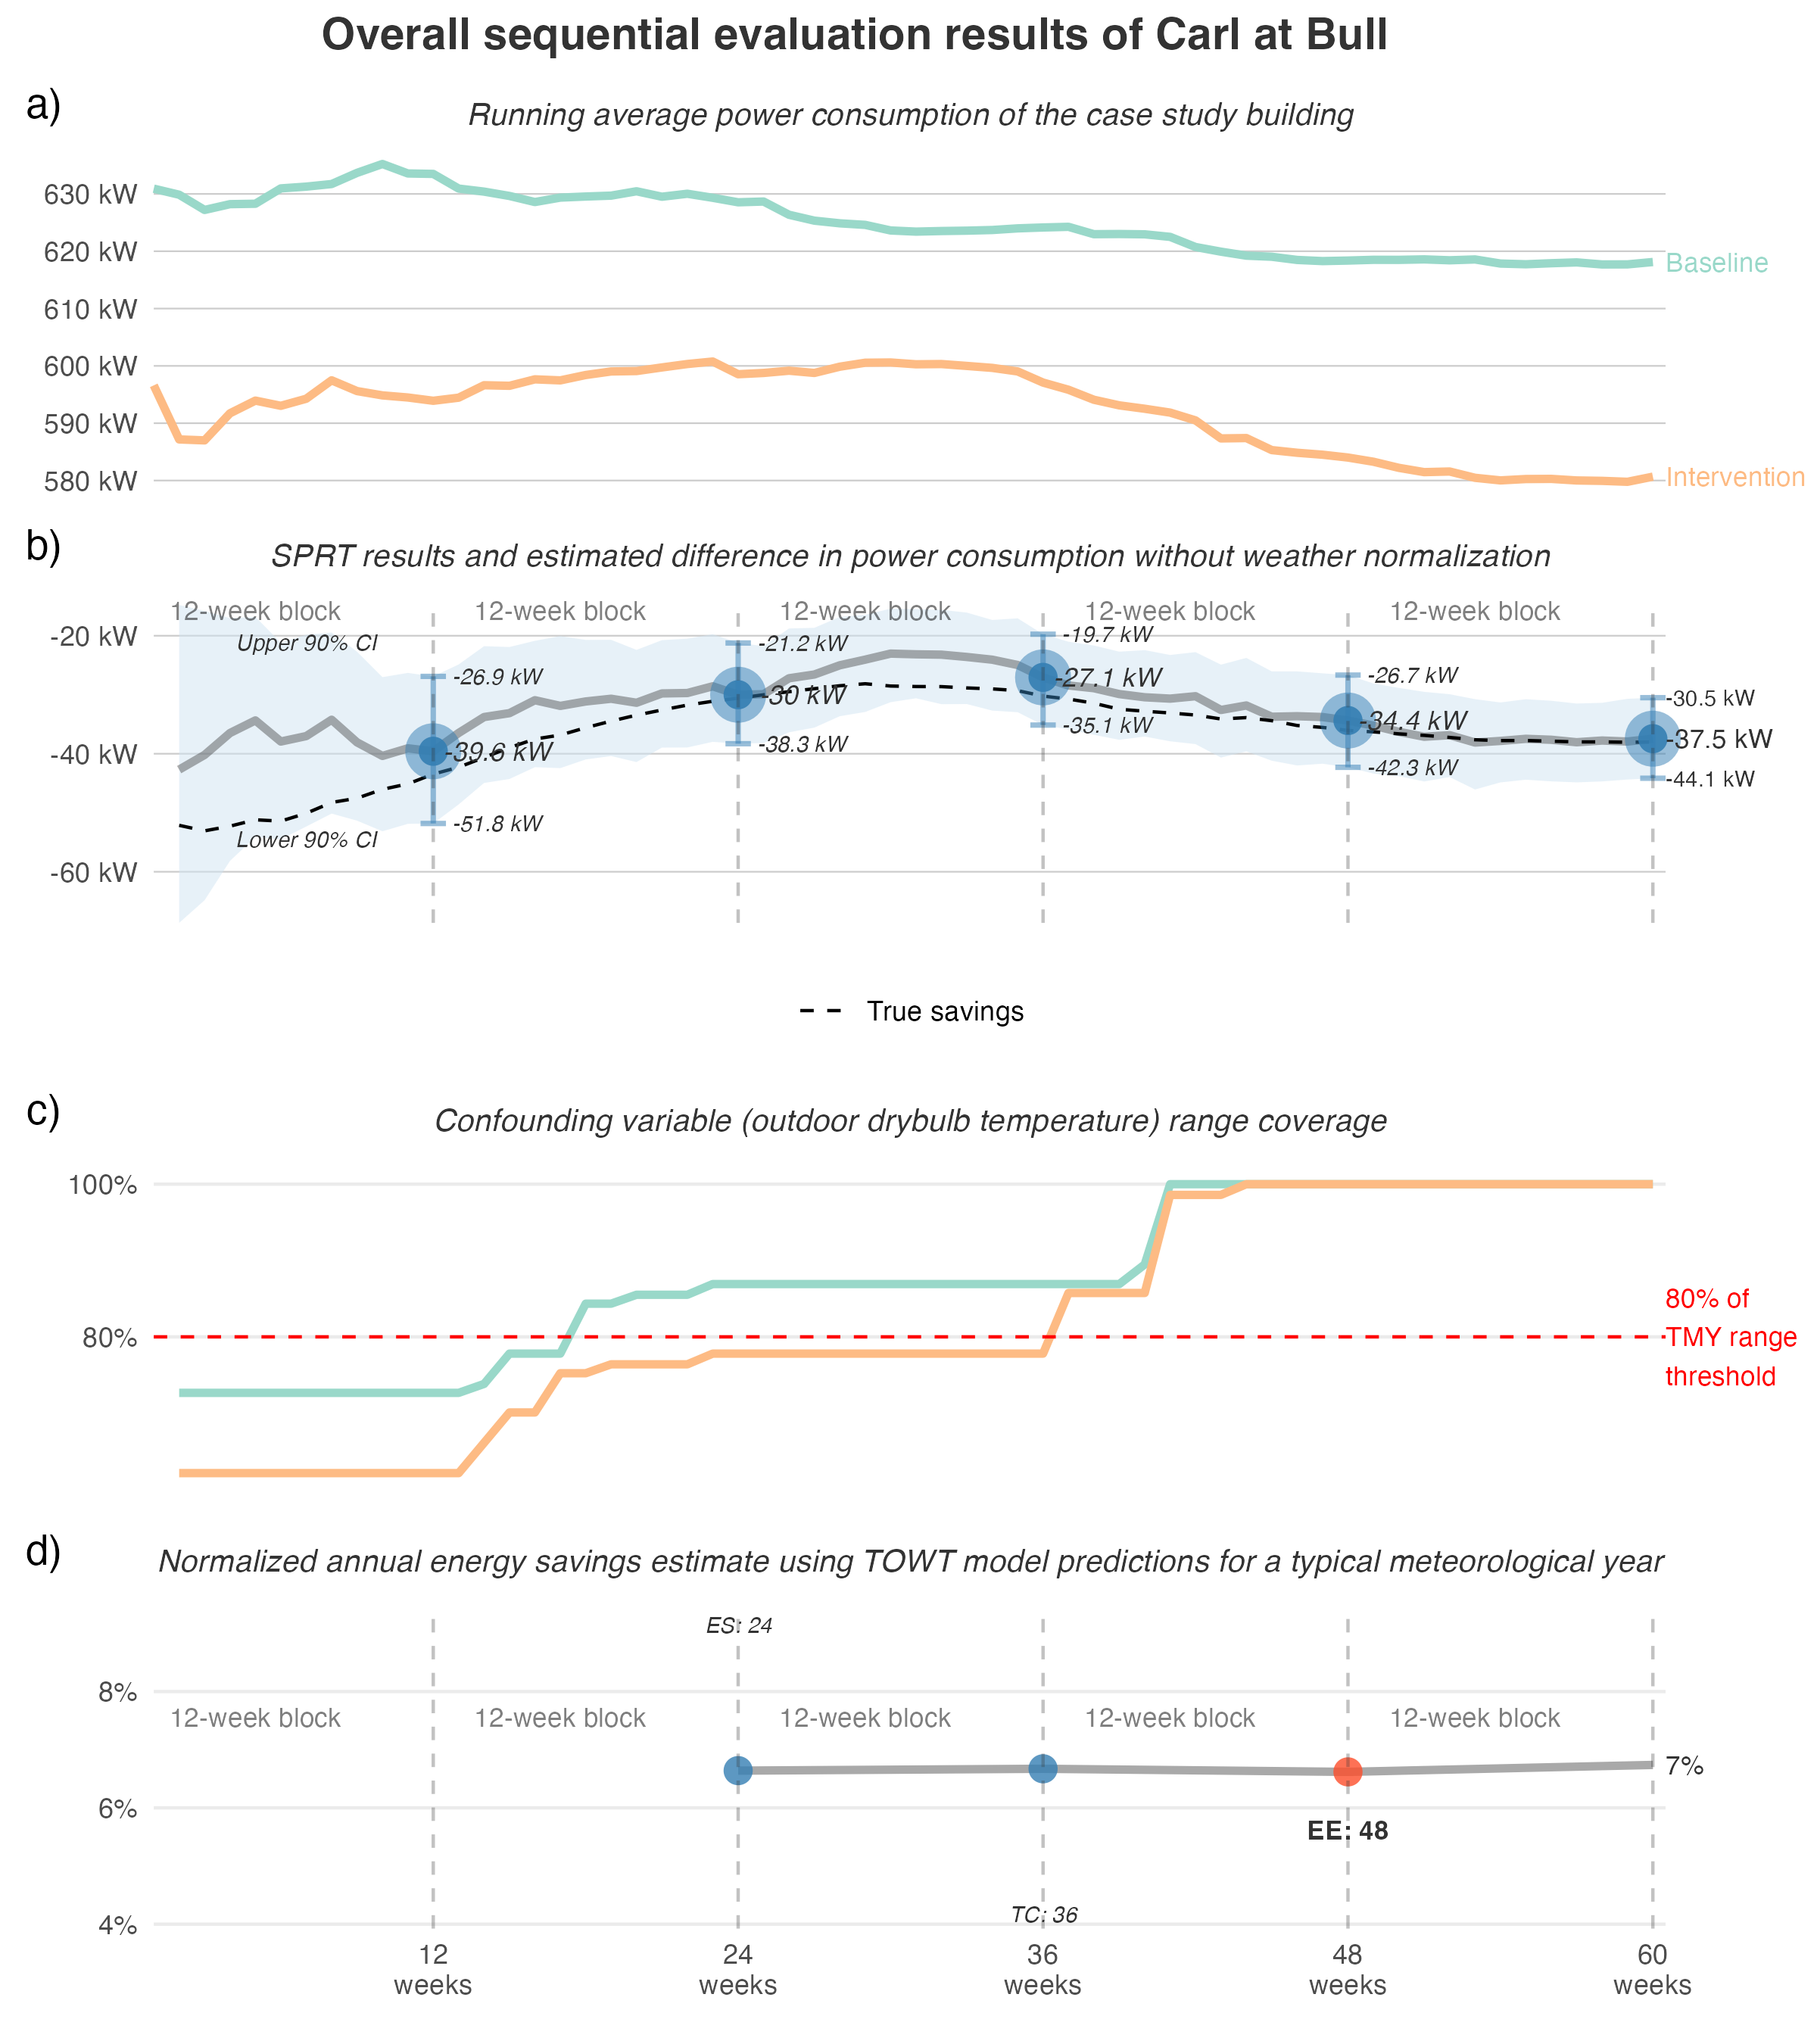 Overall sequential evaluation results of Carl at Bull
a)
Running average power consumption of the case study building
630 kW
620 kW
610 kW
600 kW
590 kW
580 kW
Baseline
Intervention
b)
SPRT results and estimated difference in power consumption without weather normalization
12-week block 12-week block 12-week block 12-week block 12-week block
-20 kW
-40 kW
-60 kW
Upper 90% CI
Lower 90% CI
-26.9 kW
-39.6 kW
-51.8 kW
-21.2 kW
-30 kW
-38.3 kW
-19.7 kW
-27.1 kW
-35.1 kW
-26.7 kW
-34.4 kW
-42.3 kW
-30.5 kW
-37.5 kW
-44.1 kW
True savings
c)
Confounding variable (outdoor drybulb temperature) range coverage
100%
80%
80% of
TMY range
threshold
d)
Normalized annual energy savings estimate using TOWT model predictions for a typical meteorological year
ES: 24
8%
12-week block 12-week block 12-week block 12-week block 12-week block
7%
6%
EE: 48
TC: 36
4%
12 24 36 48 60
weeks weeks weeks weeks weeks